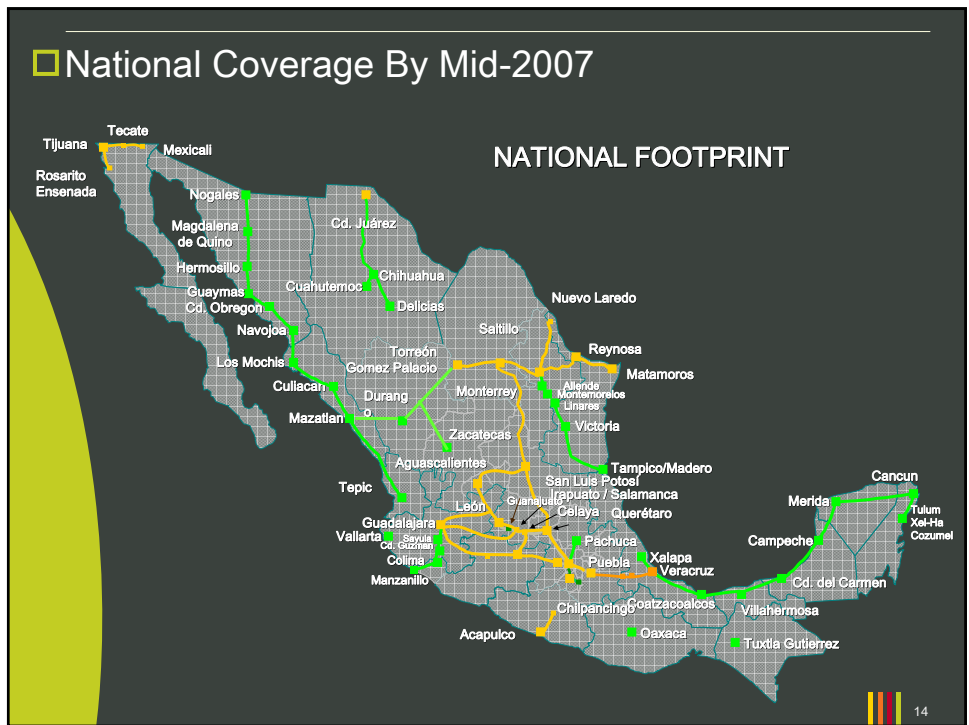 National Coverage By Mid-2007
NATIONAL FOOTPRINT
Tecate
Tijuana
Mexicali
Rosarito
Ensenada
Nogales
Cd. Juárez
Magdalena
de Quino
Hermosillo
Chihuahua
Cuahutemoc
Guaymas
Cd. Obregon
Delicias
Nuevo Laredo
Navojoa
Saltillo
Reynosa
Torreón
Gomez Palacio
Los Mochis
Matamoros
Culiacan
Monterrey
Allende
Montemorelos
Linares
Durang
o
Mazatlan
Victoria
Zacatecas
Aguascalientes
Tampico/Madero
Cancun
San Luis Potosí
Tepic
Irapuato / Salamanca
Guanajuato
Merida
León
Celaya
Querétaro
Tulum
Xel-Ha
Cozumel
Guadalajara
Vallarta
Sayula
Cd. Guzman
Pachuca
Campeche
Colima
Puebla
Xalapa
Veracruz
Manzanillo
Cd. del Carmen
Chilpancingo
Coatzacoalcos
Villahermosa
Acapulco
Oaxaca
Tuxtla Gutierrez
14